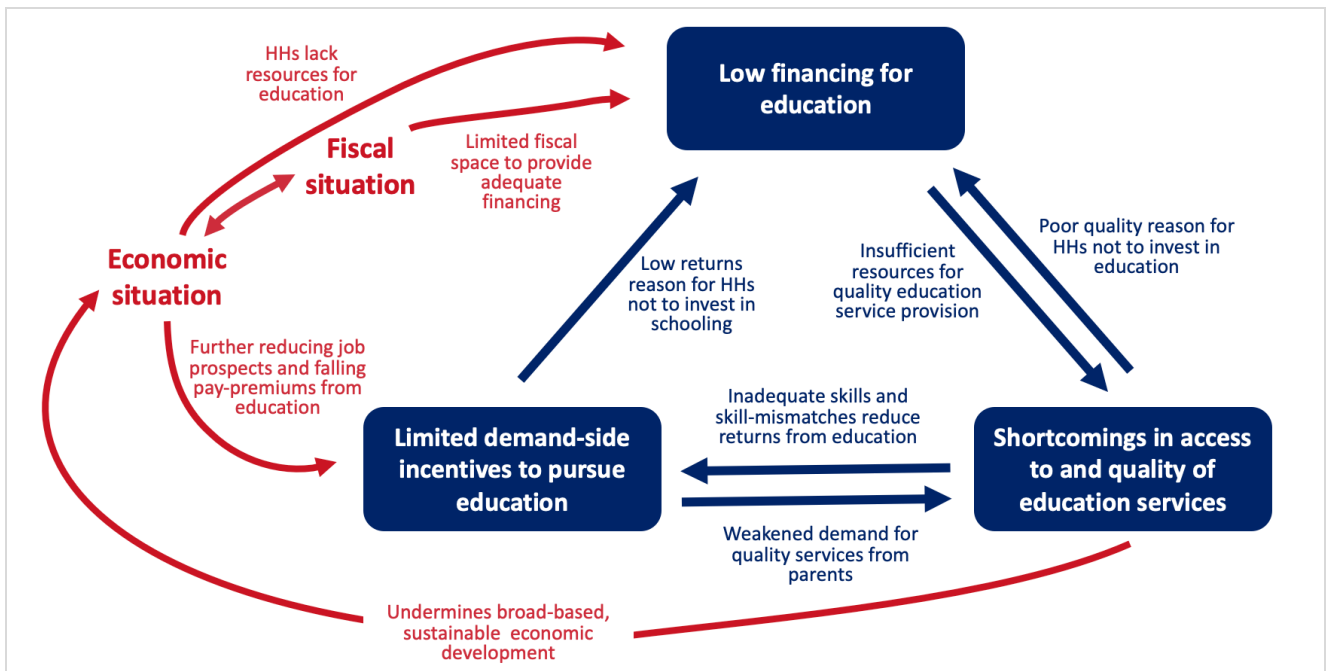 HHs lack
resources for
education
Low financing for
education
Fiscal
situation
Limited fiscal
space to provide
adequate
financing
Economic
situation
Low returns
reason for HHs
not to invest in
schooling
Insufficient
resources for
quality education
service provision
Poor quality reason for
HHs not to invest in
education
Further reducing job
prospects and falling
pay-premiums from
education
Limited demand-side
incentives to pursue
education
Inadequate skills and
skill-mismatches reduce
returns from education
Shortcomings in access
to and quality of
education services
Weakened demand for
quality services from
parents
Undermines broad-based,
sustainable economic
development